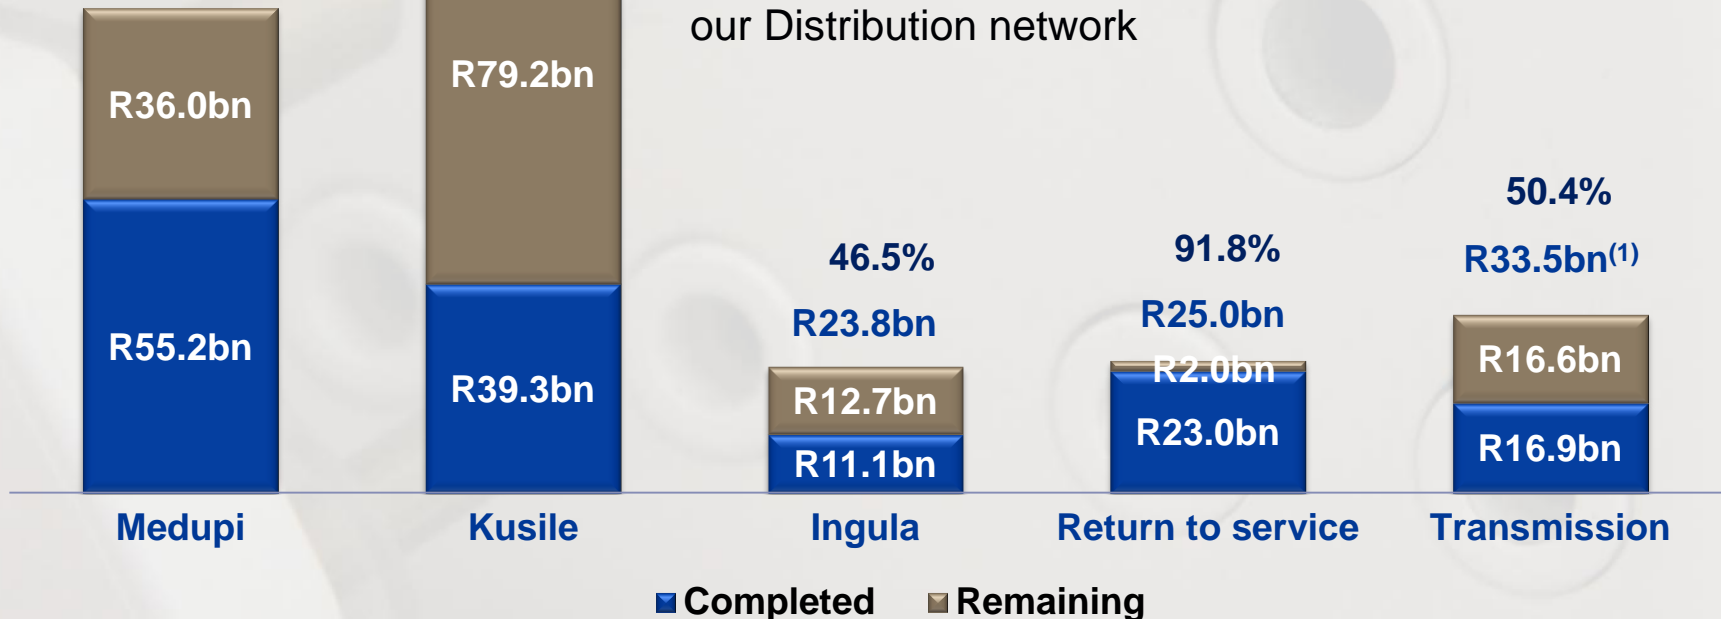 our Distribution network
R36.0bn
R79.2bn
R55.2bn
R39.3bn
46.5%
R23.8bn
R12.7bn
R11.1bn
91.8%
R25.0bn
R2.0bn
R23.0bn
50.4%
R33.5bn(1)
R16.6bn
R16.9bn
Medupi Kusile Ingula Return to service Transmission
Completed Remaining